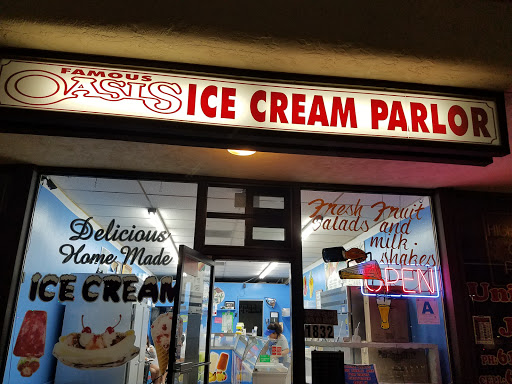 FAMOUS
OASIS ICE CREAM PARLOR
Delicious
Home Made
ICE CREAM
Fresh Fruit
Salads and
milk
shakes
OPEN
A
1832